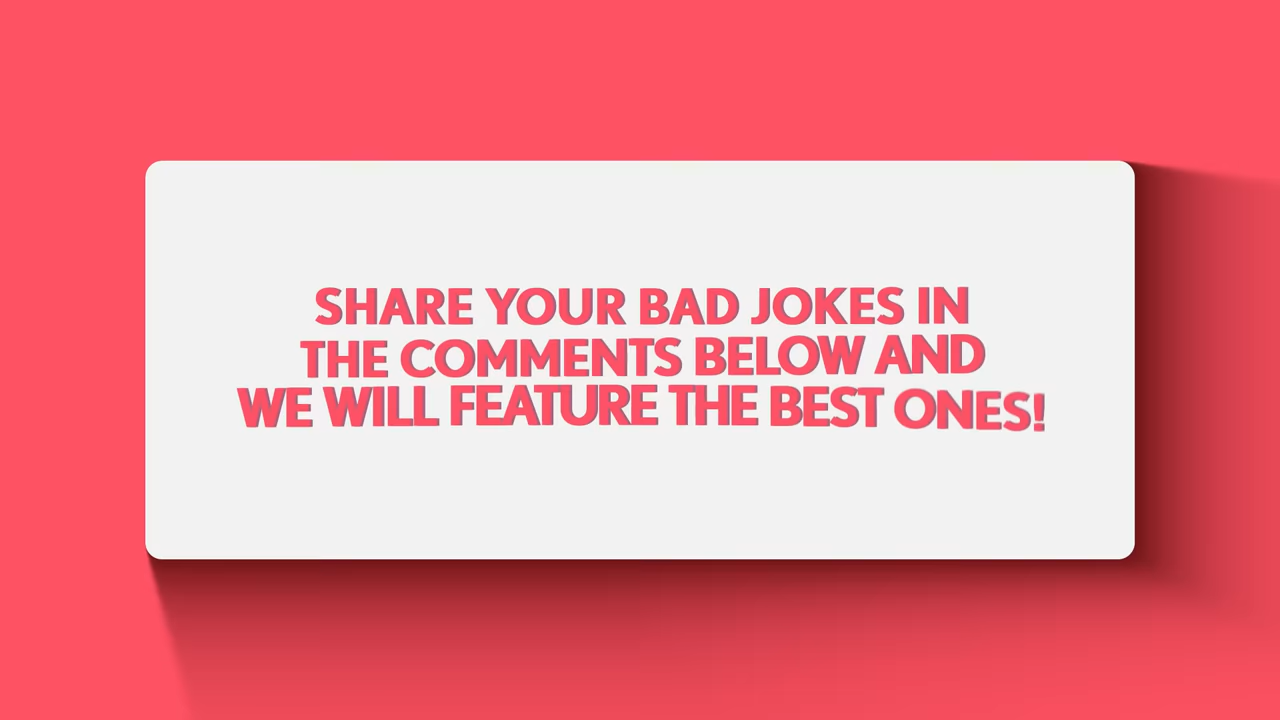 SHARE YOUR BAD JOKES IN
THE COMMENTS BELOW AND
WE WILL FEATURE THE BEST ONES!